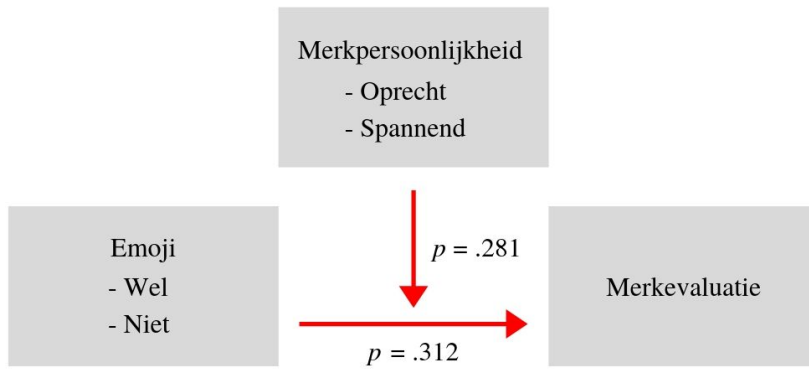 Merkpersoonlijkheid
- Oprecht
- Spannend
Emoji
- Wel
- Niet
p = .281
p = .312
Merkevaluatie